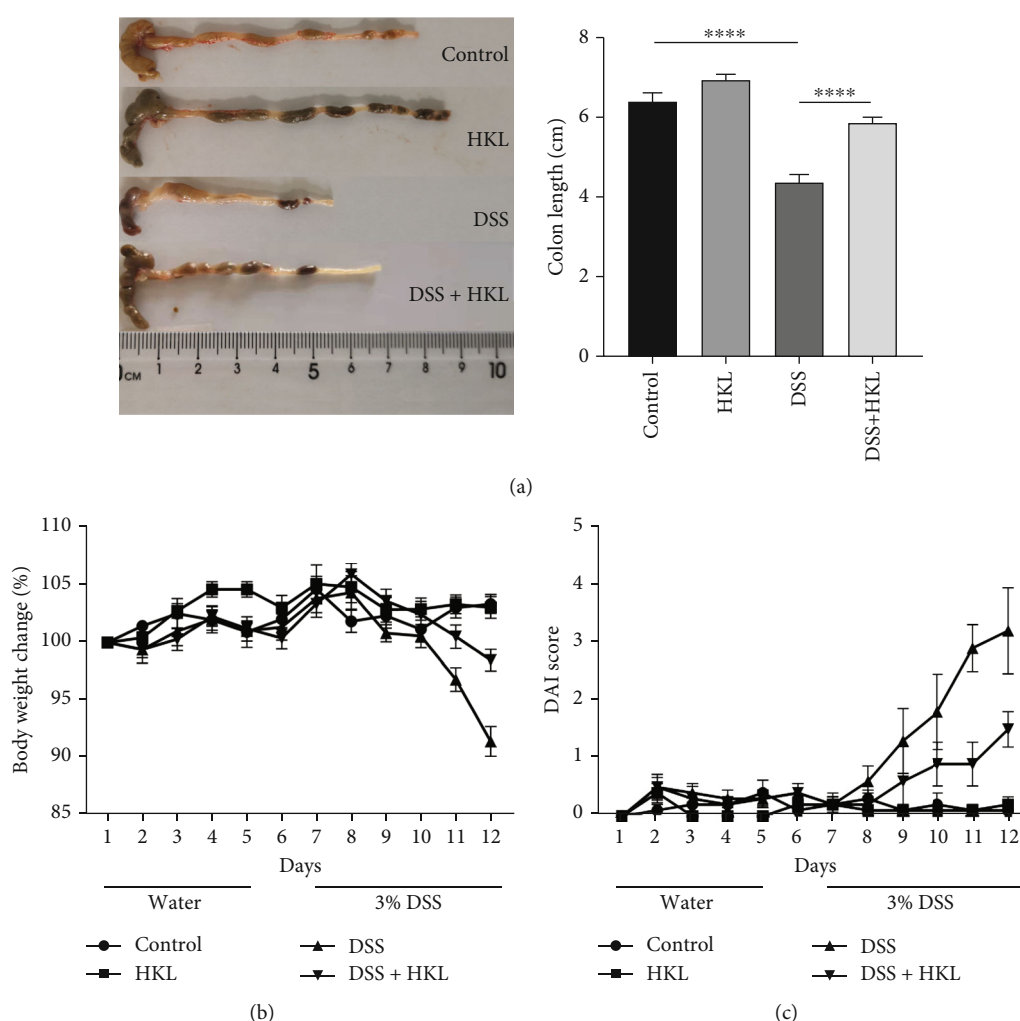 Control
HKL
DSS
DSS + HKL
0 CM 1 2 3 4 5 6 7 8 9 10
Colon length (cm)
8
6
4
2
0
****
****
Control
HKL
DSS
DSS+HKL
(a)
Body weight change (%)
110
105
100
95
90
85
1 2 3 4 5 6 7 8 9 10 11 12
Days
Water 3% DSS
Control DSS
HKL DSS + HKL
(b)
DAI score
5
4
3
2
1
0
1 2 3 4 5 6 7 8 9 10 11 12
Days
Water 3% DSS
Control DSS
HKL DSS + HKL
(c)